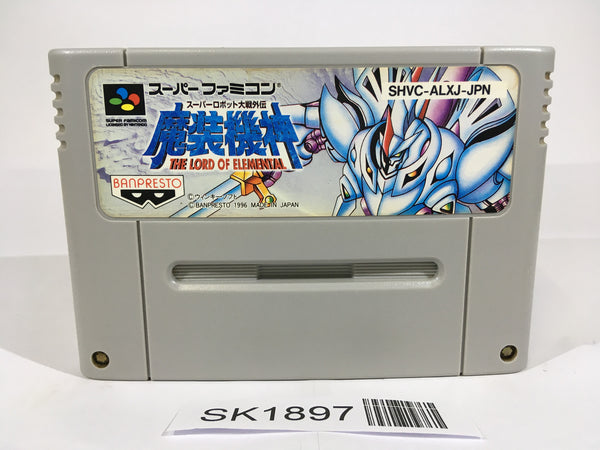 スーパーファミコン
SHVC-ALXJ-JPN
SUPER FAMICOM
LICENSED BY NINTENDO
スーパーロボット大戦外伝
魔装機神
THE LORD OF ELEMENTAL
BANPRESTO
©ウィンキーソフト
©BANPRESTO 1996 MADE IN JAPAN
SK1897